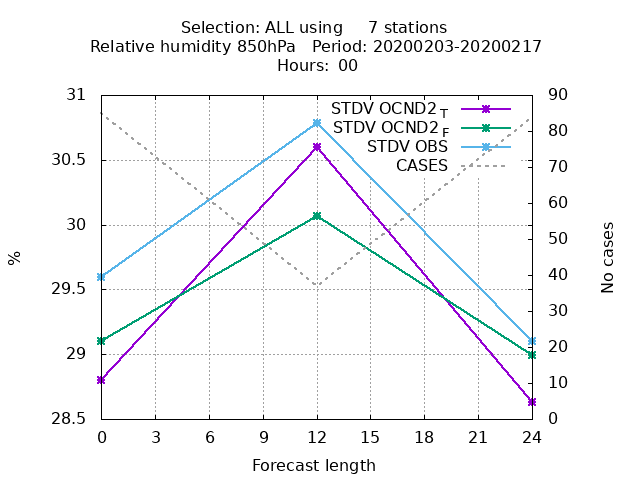 Selection: ALL using 7 stations
Relative humidity 850hPa Period: 20200203-20200217
Hours: 00
STDV OCND2_T
STDV OCND2_F
STDV OBS
CASES
31
30.5
30
29.5
29
28.5
%
90
80
70
60
50
40
30
20
10
0
No cases
0 3 6 9 12 15 18 21 24
Forecast length